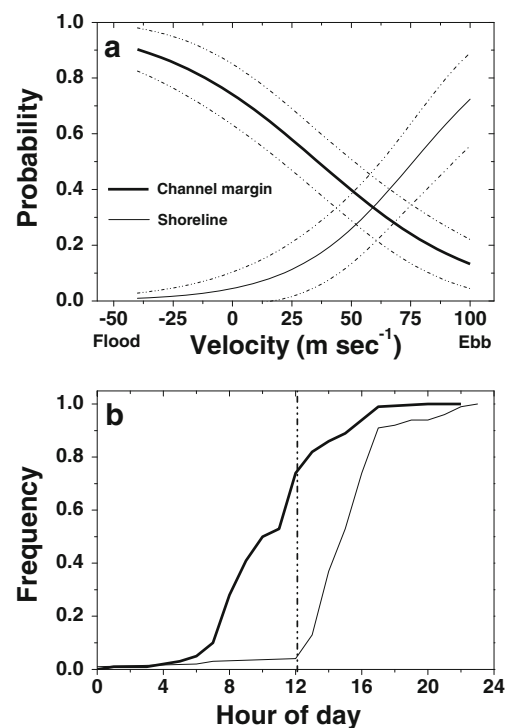 a
1.0
0.8
0.6
0.4
0.2
0.0
Probability
Channel margin
Shoreline
-50 -25 0 25 50 75 100
Flood Velocity (m sec⁻¹) Ebb
b
1.0
0.8
0.6
0.4
0.2
0.0
Frequency
0 4 8 12 16 20 24
Hour of day